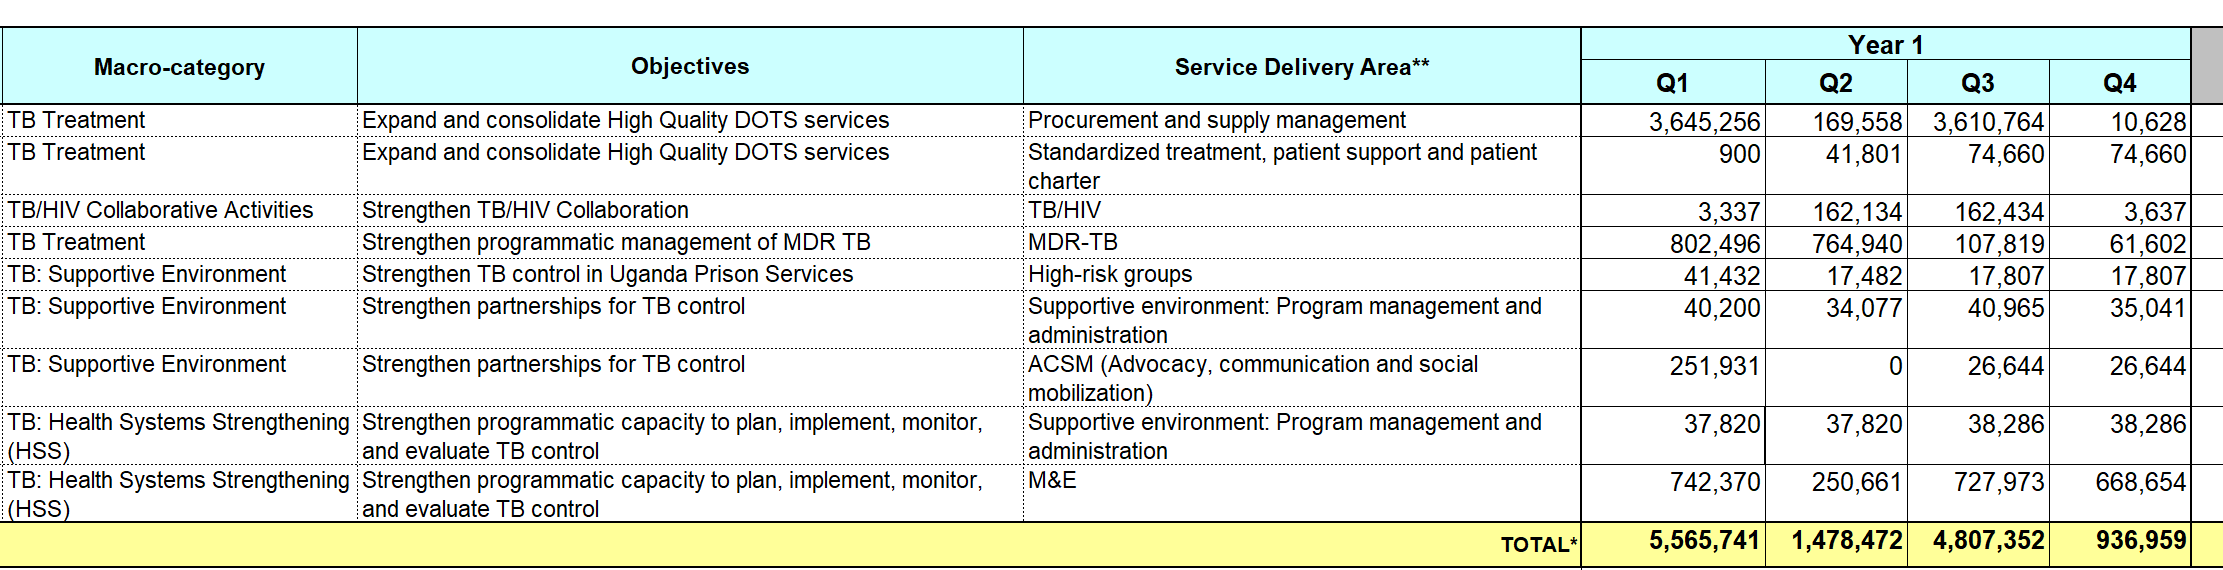 Macro-category Objectives Service Delivery Area** Year 1
Q1 Q2 Q3 Q4
TB Treatment Expand and consolidate High Quality DOTS services Procurement and supply management 3,645,256 169,558 3,610,764 10,628
TB Treatment Expand and consolidate High Quality DOTS services Standardized treatment, patient support and patient 900 41,801 74,660 74,660
charter
TB/HIV Collaborative Activities Strengthen TB/HIV Collaboration TB/HIV 3,337 162,134 162,434 3,637
TB Treatment Strengthen programmatic management of MDR TB MDR-TB 802,496 764,940 107,819 61,602
TB: Supportive Environment Strengthen TB control in Uganda Prison Services High-risk groups 41,432 17,482 17,807 17,807
TB: Supportive Environment Strengthen partnerships for TB control Supportive environment: Program management and 40,200 34,077 40,965 35,041
administration
TB: Supportive Environment Strengthen partnerships for TB control ACSM (Advocacy, communication and social 251,931 0 26,644 26,644
mobilization)
TB: Health Systems Strengthening Strengthen programmatic capacity to plan, implement, monitor, Supportive environment: Program management and 37,820 37,820 38,286 38,286
(HSS) and evaluate TB control administration
TB: Health Systems Strengthening Strengthen programmatic capacity to plan, implement, monitor, M&E 742,370 250,661 727,973 668,654
(HSS) and evaluate TB control
TOTAL* 5,565,741 1,478,472 4,807,352 936,959